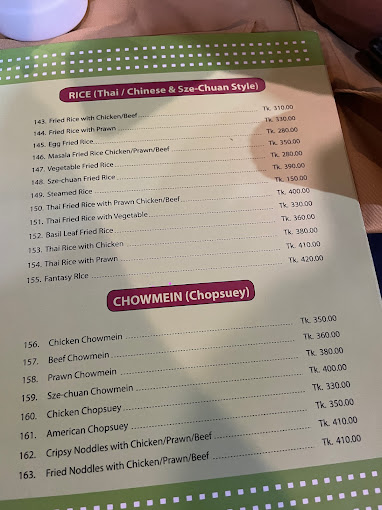 RICE (Thai / Chinese & Sze-Chuan Style)
143. Fried Rice with Chicken/Beef ........ Tk. 310.00
144. Fried Rice with Prawn ........ Tk. 330.00
145. Egg Fried Rice ........ Tk. 280.00
146. Masala Fried Rice Chicken/Prawn/Beef ........ Tk. 350.00
147. Vegetable Fried Rice ........ Tk. 280.00
148. Sze-chuan Fried Rice ........ Tk. 390.00
149. Steamed Rice ........ Tk. 150.00
150. Thai Fried Rice with Prawn Chicken/Beef ........ Tk. 400.00
151. Thai Fried Rice with Vegetable ........ Tk. 330.00
152. Basil Leaf Fried Rice ........ Tk. 360.00
153. Thai Rice with Chicken ........ Tk. 380.00
154. Thai Rice with Prawn ........ Tk. 410.00
155. Fantasy RIce ........ Tk. 420.00
CHOWMEIN (Chopsuey)
156. Chicken Chowmein ........ Tk. 350.00
157. Beef Chowmein ........ Tk. 360.00
158. Prawn Chowmein ........ Tk. 380.00
159. Sze-chuan Chowmein ........ Tk. 400.00
160. Chicken Chopsuey ........ Tk. 330.00
161. American Chopsuey ........ Tk. 350.00
162. Cripsy Noddles with Chicken/Prawn/Beef ........ Tk. 410.00
163. Fried Noddles with Chicken/Prawn/Beef ........ Tk. 410.00